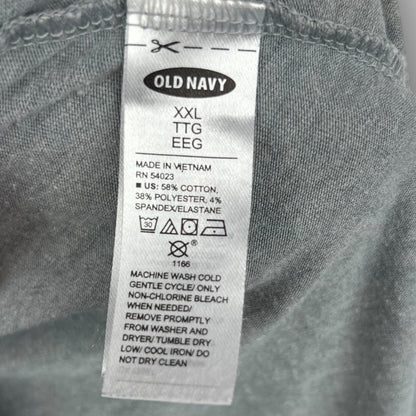 OLD NAVY
XXL
TTG
EEG
MADE IN VIETNAM
RN 54023
■ US: 58% COTTON,
38% POLYESTER, 4%
SPANDEX/ELASTANE
30
®
1166
MACHINE WASH COLD
GENTLE CYCLE/ ONLY
NON-CHLORINE BLEACH
WHEN NEEDED/
REMOVE PROMPTLY
FROM WASHER AND
DRYER/ TUMBLE DRY
LOW/ COOL IRON/ DO
NOT DRY CLEAN